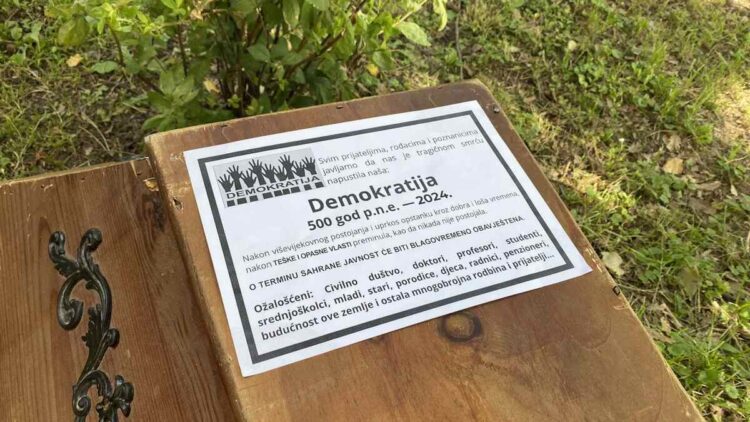 DEMOKRATIJA
Svim prijateljima, rođacima i poznanicima
javljamo da nas je tragičnom smrću
napustila naša:
Demokratija
500 god p.n.e. — 2024.
Nakon viševijekovnog postojanja i uprkos opstanku kroz dobra i loša vremena,
nakon TEŠKE I OPASNE VLASTI preminula, kao da nikada nije postojala.
O TERMINU SAHRANE JAVNOST ĆE BITI BLAGOVREMENO OBAVJEŠTENA.
Ožalošćeni: Civilno duštvo, doktori, profesori, studenti,
srednjoškolci, mladi, stari, porodice, djeca, radnici, penzioneri,
budućnost ove zemlje i ostala mnogobrojna rodbina i prijatelji...